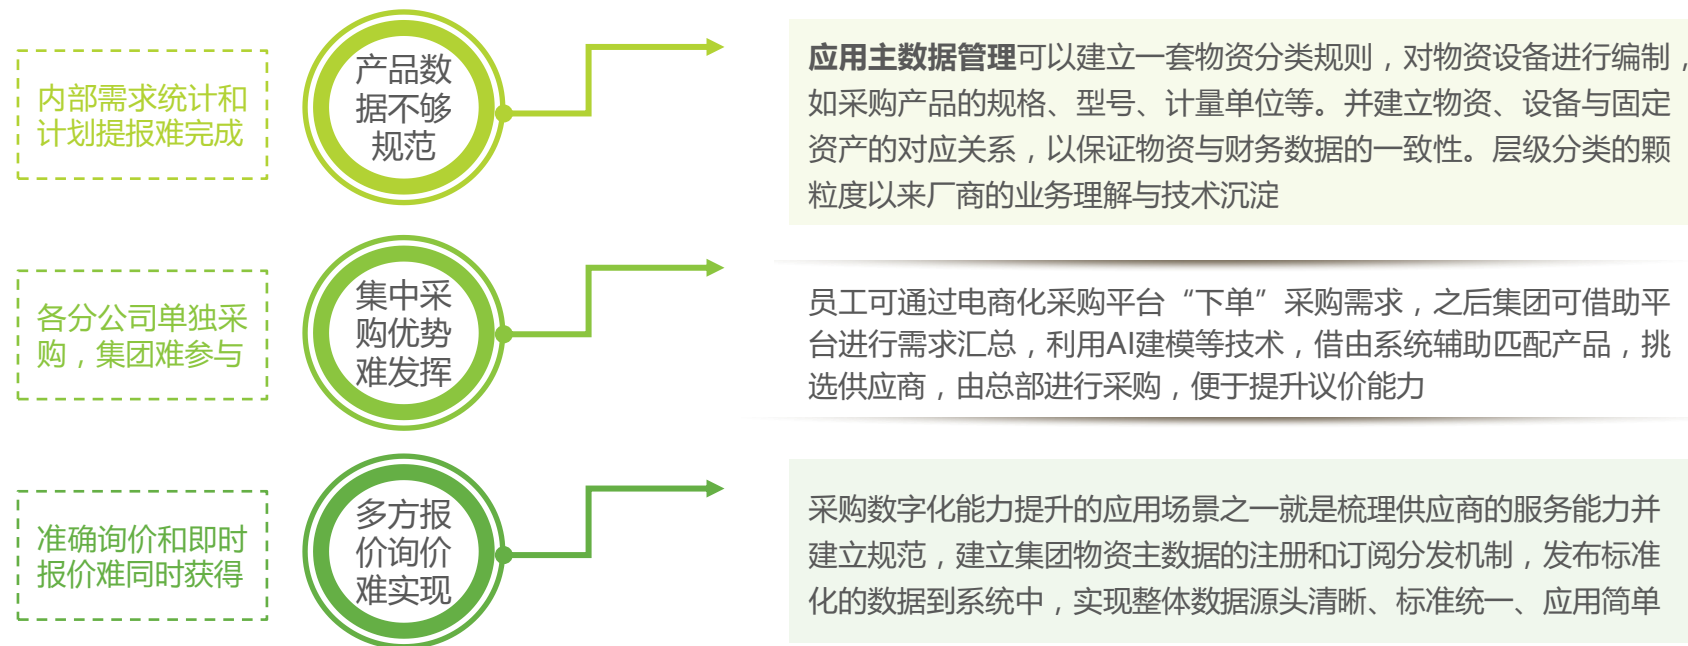 内部需求统计和
计划提报难完成
产品数
据不够
规范
应用主数据管理可以建立一套物资分类规则，对物资设备进行编制，
如采购产品的规格、型号、计量单位等。并建立物资、设备与固定
资产的对应关系，以保证物资与财务数据的一致性。层级分类的颗
粒度以来厂商的业务理解与技术沉淀
各分公司单独采
购，集团难参与
集中采
购优势
难发挥
员工可通过电商化采购平台“下单”采购需求，之后集团可借助平
台进行需求汇总，利用AI建模等技术，借由系统辅助匹配产品，挑
选供应商，由总部进行采购，便于提升议价能力
准确询价和即时
报价难同时获得
多方报
价询价
难实现
采购数字化能力提升的应用场景之一就是梳理供应商的服务能力并
建立规范，建立集团物资主数据的注册和订阅分发机制，发布标准
化的数据到系统中，实现整体数据源头清晰、标准统一、应用简单